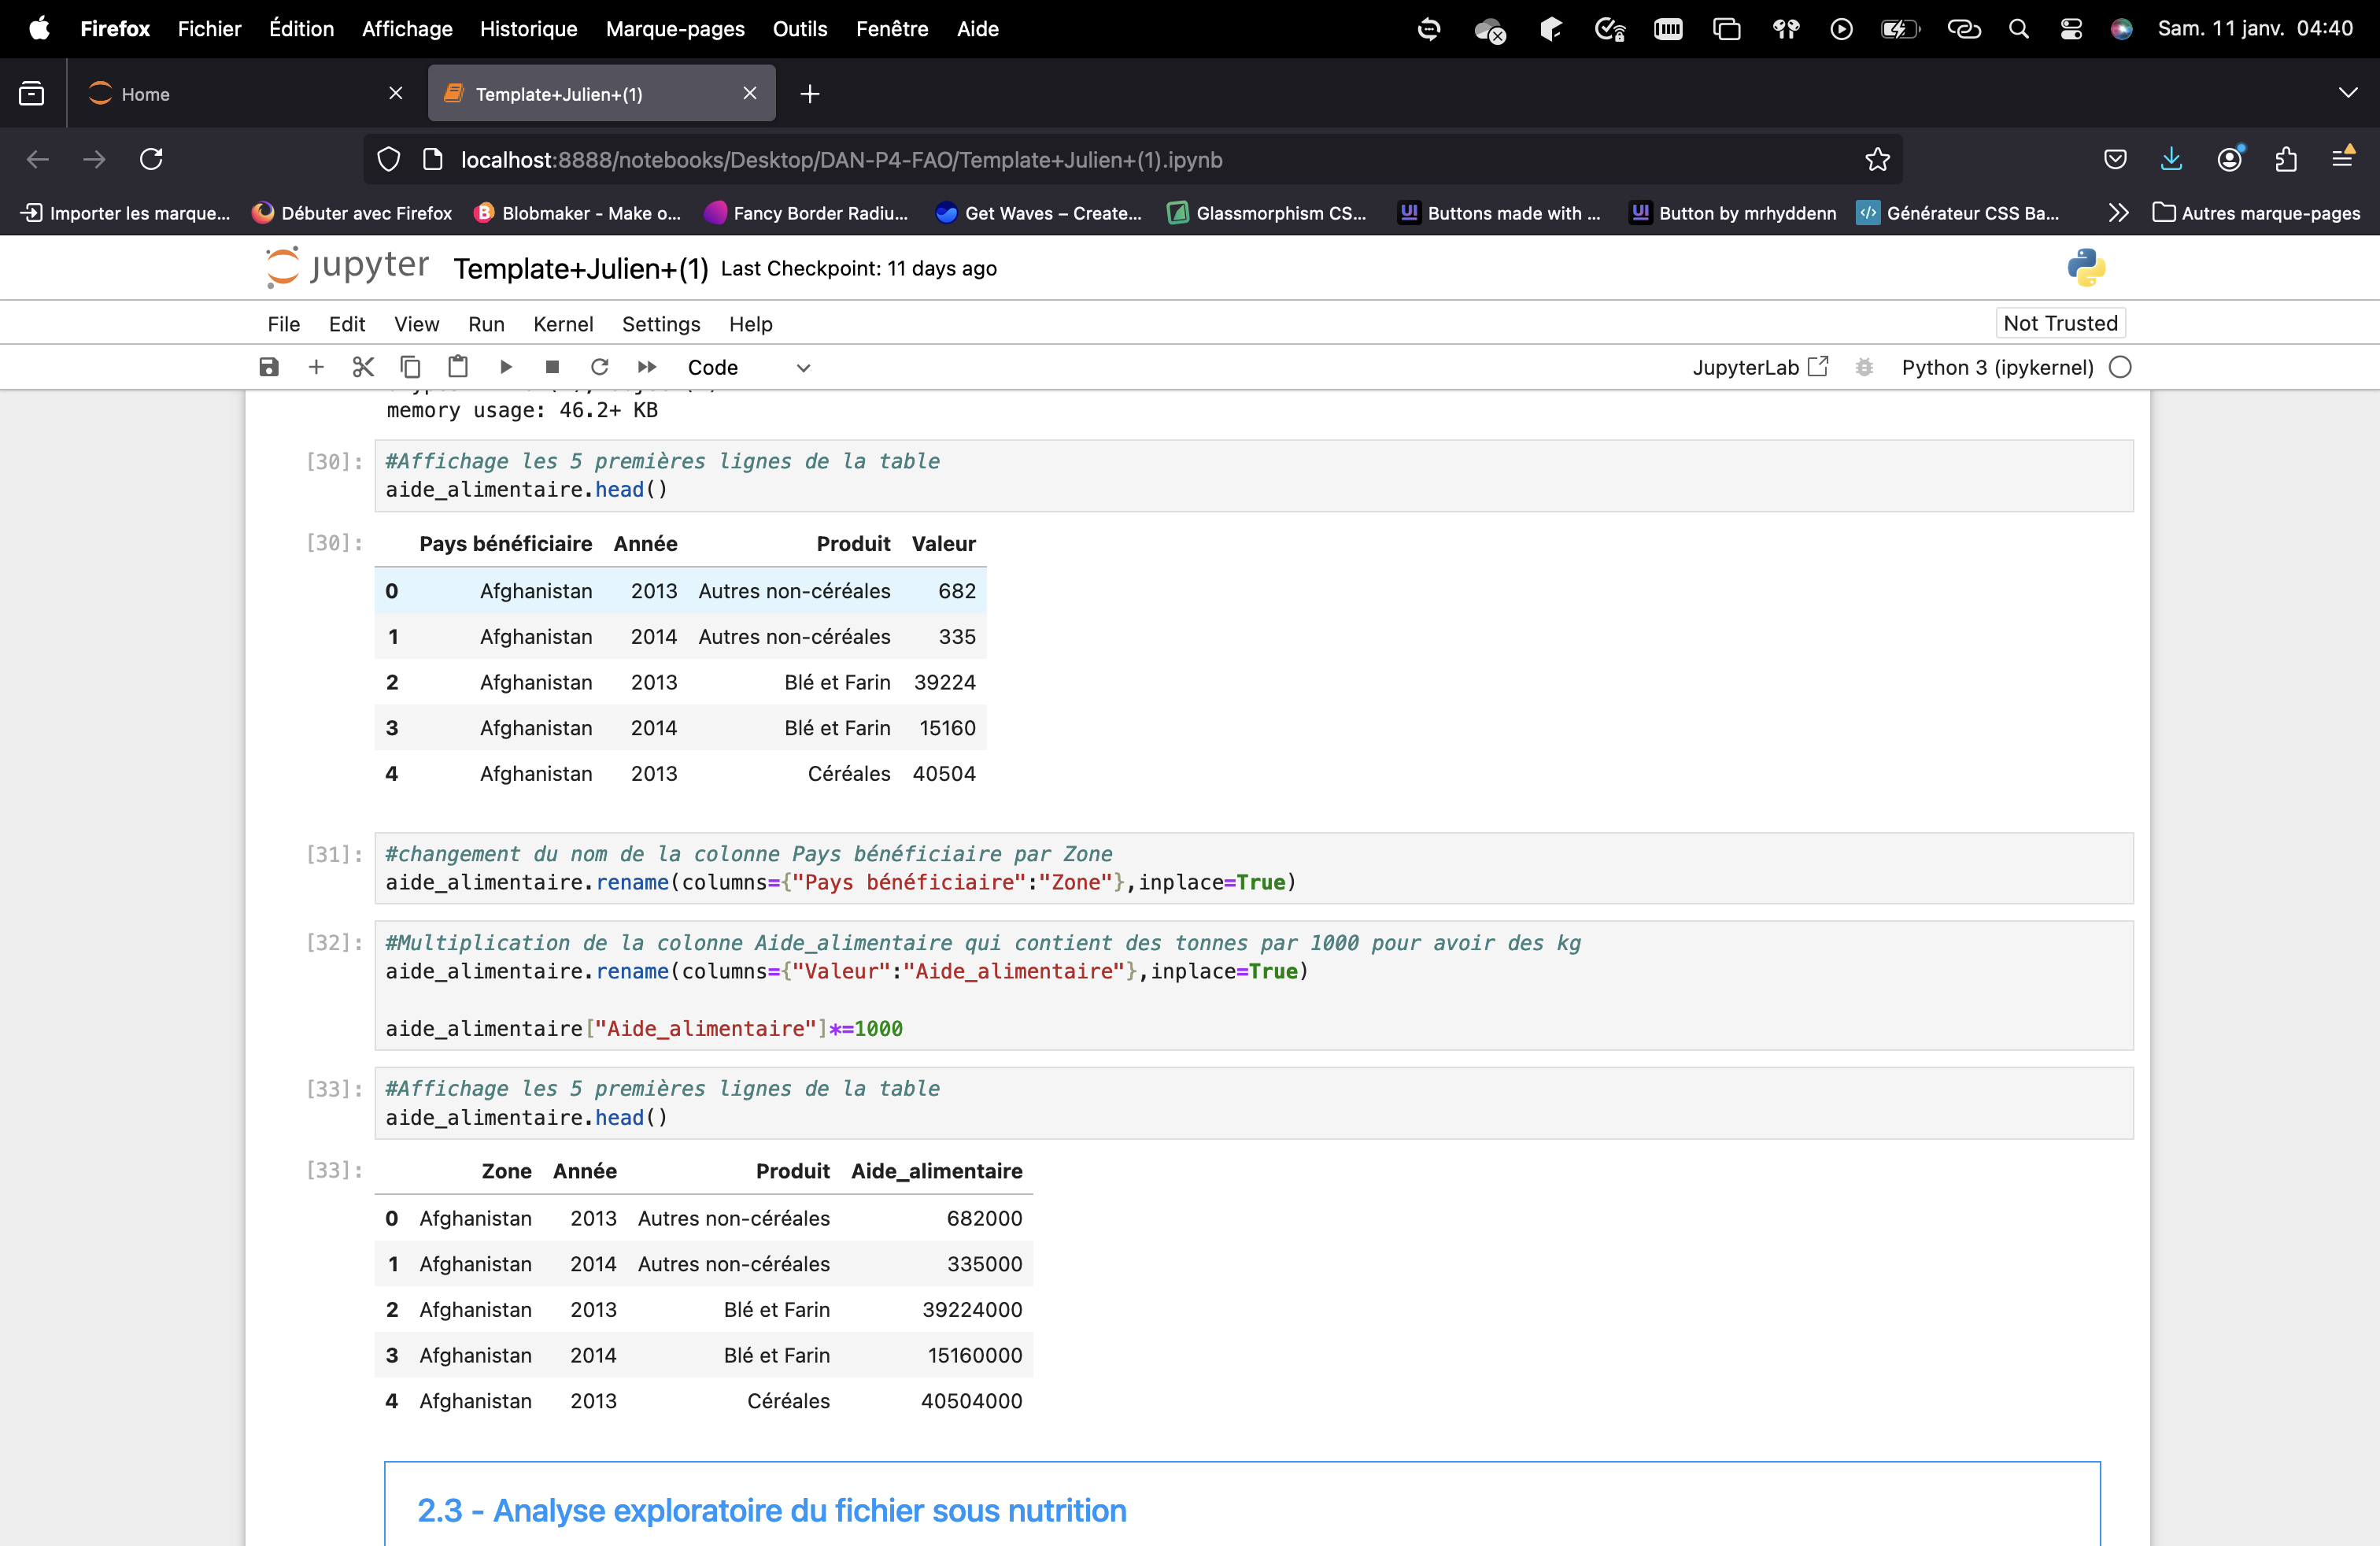 Firefox Fichier Édition Affichage Historique Marque-pages Outils Fenêtre Aide Sam. 11 janv. 04:40
Home Template+Julien+(1)
localhost:8888/notebooks/Desktop/DAN-P4-FAO/Template+Julien+(1).ipynb
Importer les marque... Débuter avec Firefox Blobmaker - Make o... Fancy Border Radiu... Get Waves – Create... Glassmorphism CS... Buttons made with ... Button by mrhyddenn Générateur CSS Ba... Autres marque-pages
jupyter Template+Julien+(1) Last Checkpoint: 11 days ago
File Edit View Run Kernel Settings Help Not Trusted
Code JupyterLab Python 3 (ipykernel)
memory usage: 46.2+ KB
[30]: #Affichage les 5 premières lignes de la table
aide_alimentaire.head()
[30]: Pays bénéficiaire Année Produit Valeur
0 Afghanistan 2013 Autres non-céréales 682
1 Afghanistan 2014 Autres non-céréales 335
2 Afghanistan 2013 Blé et Farin 39224
3 Afghanistan 2014 Blé et Farin 15160
4 Afghanistan 2013 Céréales 40504
[31]: #changement du nom de la colonne Pays bénéficiaire par Zone
aide_alimentaire.rename(columns={"Pays bénéficiaire":"Zone"},inplace=True)
[32]: #Multiplication de la colonne Aide_alimentaire qui contient des tonnes par 1000 pour avoir des kg
aide_alimentaire.rename(columns={"Valeur":"Aide_alimentaire"},inplace=True)
aide_alimentaire["Aide_alimentaire"]*=1000
[33]: #Affichage les 5 premières lignes de la table
aide_alimentaire.head()
[33]: Zone Année Produit Aide_alimentaire
0 Afghanistan 2013 Autres non-céréales 682000
1 Afghanistan 2014 Autres non-céréales 335000
2 Afghanistan 2013 Blé et Farin 39224000
3 Afghanistan 2014 Blé et Farin 15160000
4 Afghanistan 2013 Céréales 40504000
2.3 - Analyse exploratoire du fichier sous nutrition